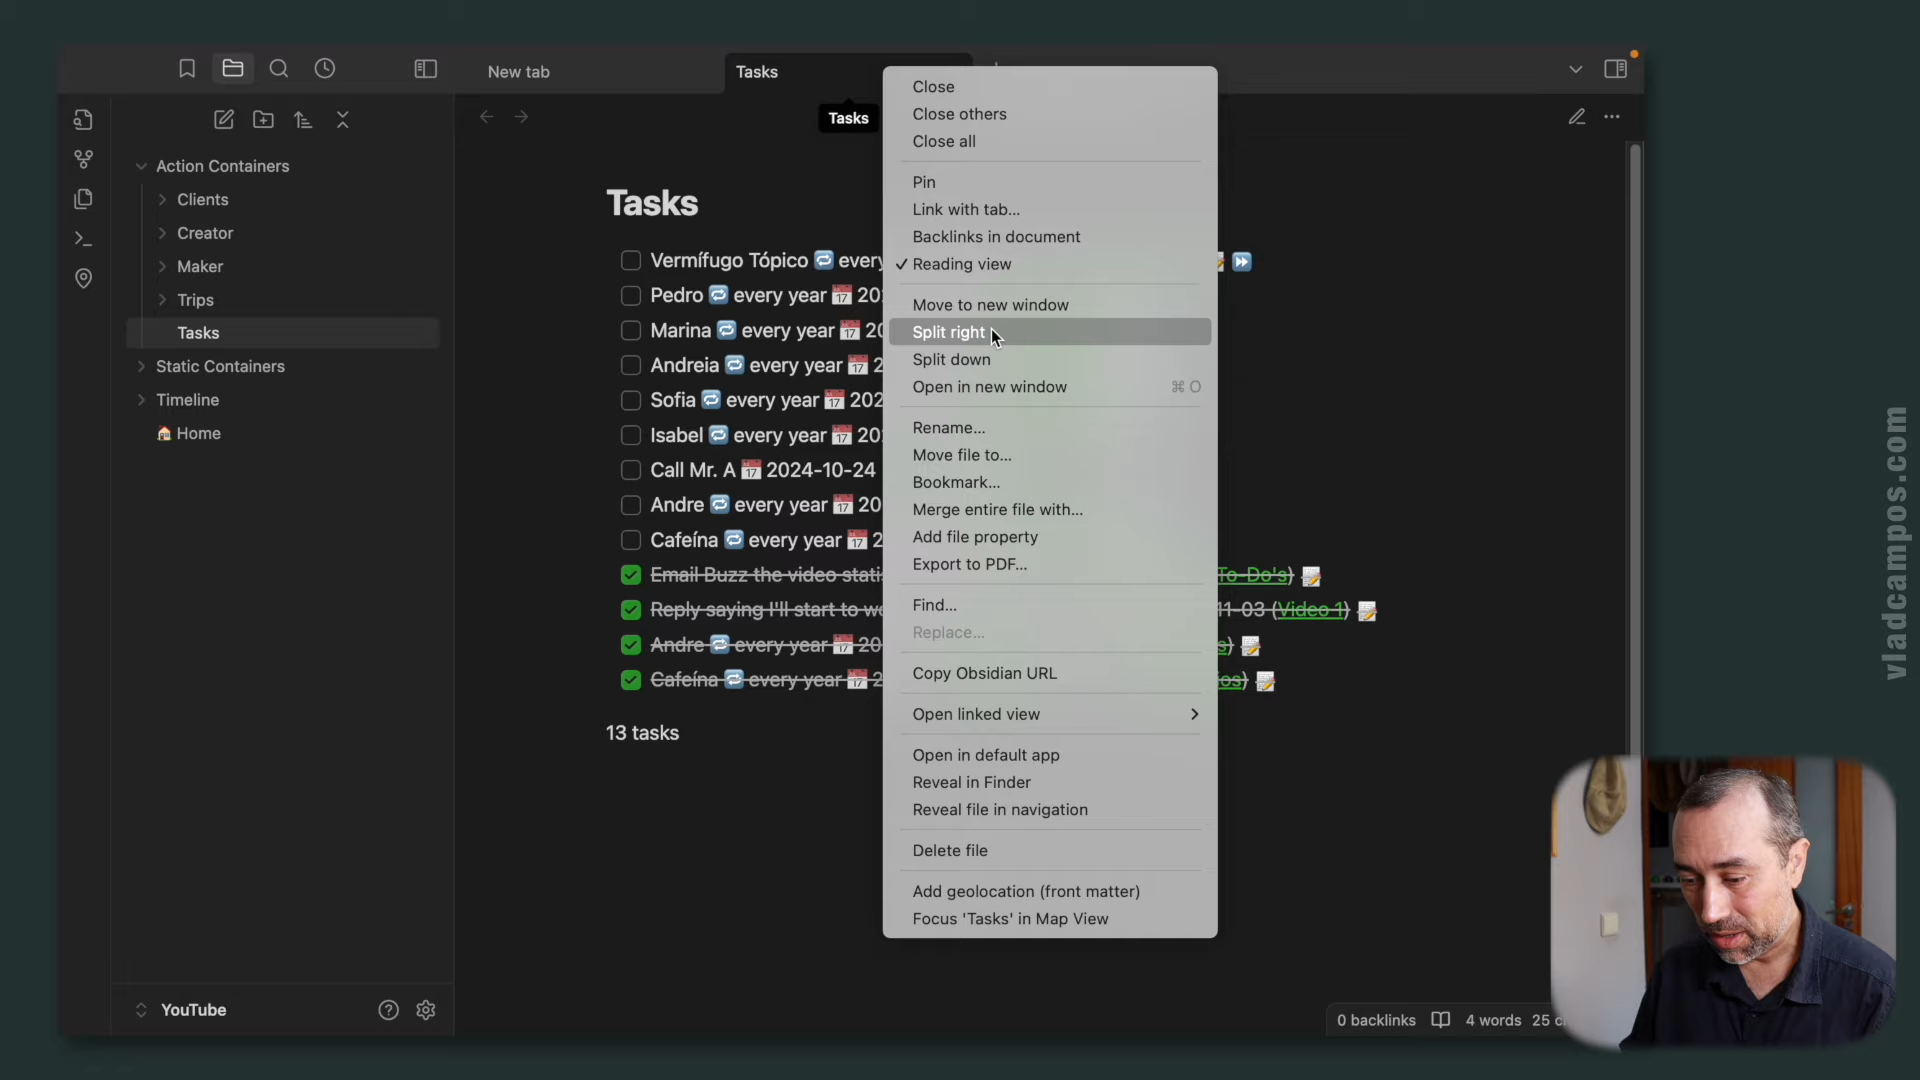 New tab
Tasks
Tasks
Action Containers
Clients
Creator
Maker
Trips
Tasks
Static Containers
Timeline
Home
YouTube
Tasks
Vermífugo Tópico every
Pedro every year
Marina every year
Andreia every year
Sofia every year
Isabel every year
Call Mr. A 2024-10-24
Andre every year
Cafeína every year
Email Buzz the video To-Do's)
Reply saying I'll start to 11-03 (Video 1)
Andre every year
Cafeína every year
13 tasks
Close
Close others
Close all
Pin
Link with tab...
Backlinks in document
✓ Reading view
Move to new window
Split right
Split down
Open in new window ⌘ O
Rename...
Move file to...
Bookmark...
Merge entire file with...
Add file property
Export to PDF...
Find...
Replace...
Copy Obsidian URL
Open linked view
Open in default app
Reveal in Finder
Reveal file in navigation
Delete file
Add geolocation (front matter)
Focus 'Tasks' in Map View
0 backlinks 4 words 25
vladcampos.com